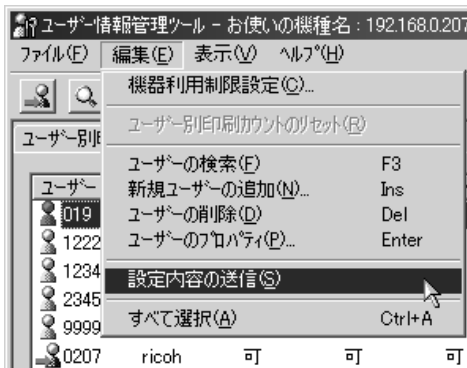 ユーザー情報管理ツール - お使いの機種名 : 192.168.0.207
ファイル(F) 編集(E) 表示(V) ヘルプ(H)
機器利用制限設定(C)...
ユーザー別印刷カウントのリセット(R)
ユーザー別印
ユーザーの検索(F) F3
ユーザー 新規ユーザーの追加(N)... Ins
019 ユーザーの削除(D) Del
1222 ユーザーのプロパティ(P)... Enter
1234 設定内容の送信(S)
2345
9999 すべて選択(A) Ctrl+A
0207 ricoh 可 可 可